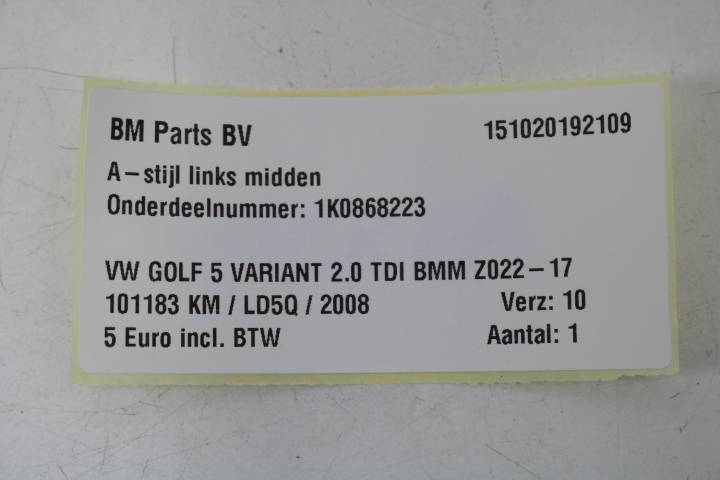 BM Parts BV 151020192109
A-stijl links midden
Onderdeelnummer: 1K0868223
VW GOLF 5 VARIANT 2.0 TDI BMM Z022-17
101183 KM / LD5Q / 2008 Verz: 10
5 Euro incl. BTW Aantal: 1